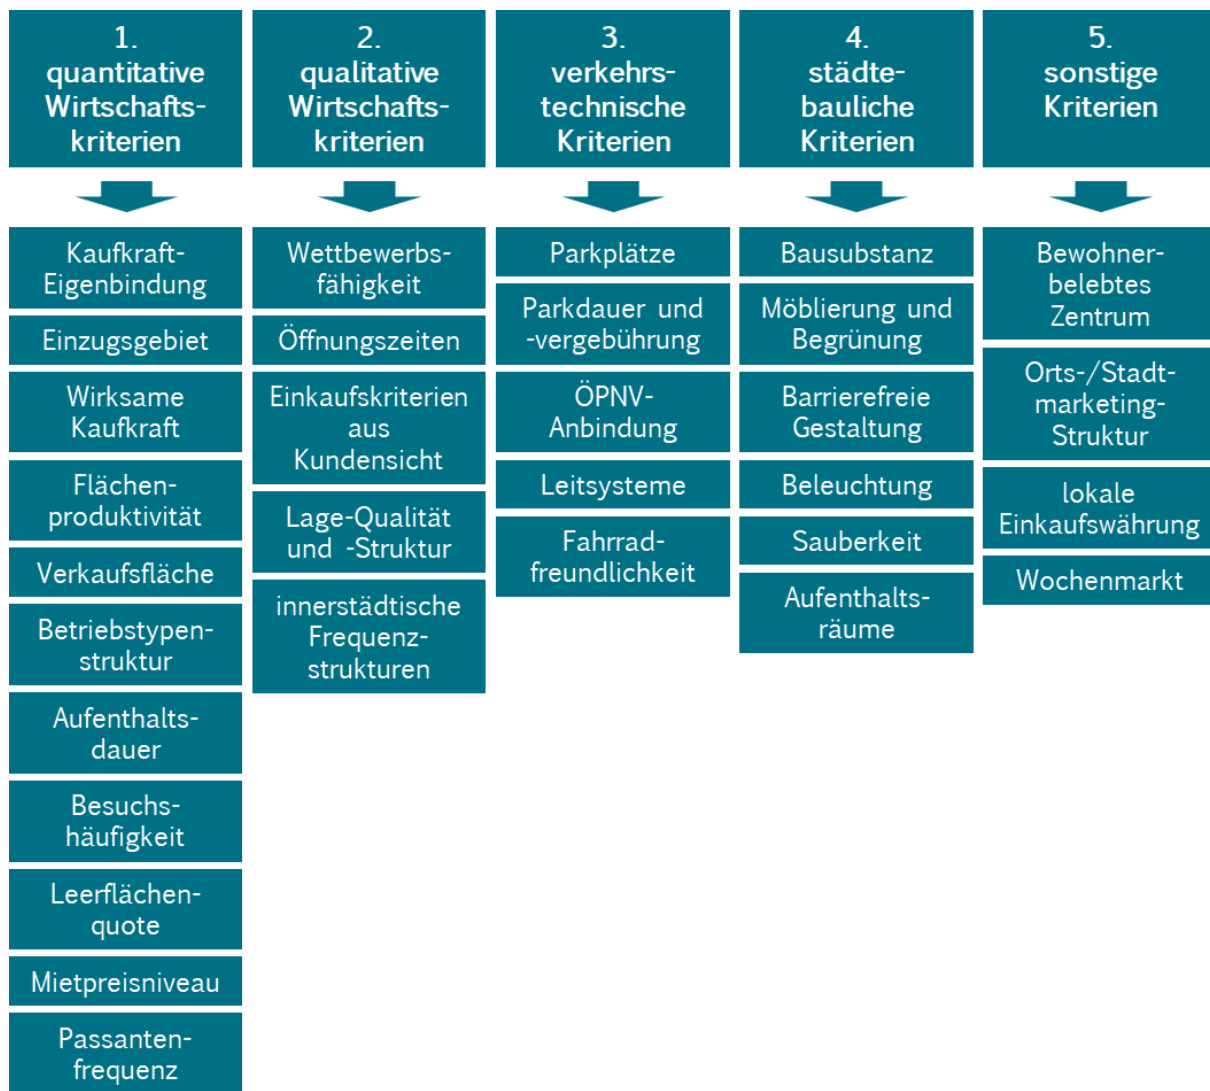 1.
quantitative
Wirtschafts-
kriterien
Kaufkraft-
Eigenbindung
Einzugsgebiet
Wirksame
Kaufkraft
Flächen-
produktivität
Verkaufsfläche
Betriebstypen-
struktur
Aufenthalts-
dauer
Besuchs-
häufigkeit
Leerflächen-
quote
Mietpreisniveau
Passanten-
frequenz
2.
qualitative
Wirtschafts-
kriterien
Wettbewerbs-
fähigkeit
Öffnungszeiten
Einkaufskriterien
aus
Kundensicht
Lage-Qualität
und -Struktur
innerstädtische
Frequenz-
strukturen
3.
verkehrs-
technische
Kriterien
Parkplätze
Parkdauer und
-vergebührung
ÖPNV-
Anbindung
Leitsysteme
Fahrrad-
freundlichkeit
4.
städte-
bauliche
Kriterien
Bausubstanz
Möblierung und
Begrünung
Barrierefreie
Gestaltung
Beleuchtung
Sauberkeit
Aufenthalts-
räume
5.
sonstige
Kriterien
Bewohner-
belebtes
Zentrum
Orts-/Stadt-
marketing-
Struktur
lokale
Einkaufswährung
Wochenmarkt